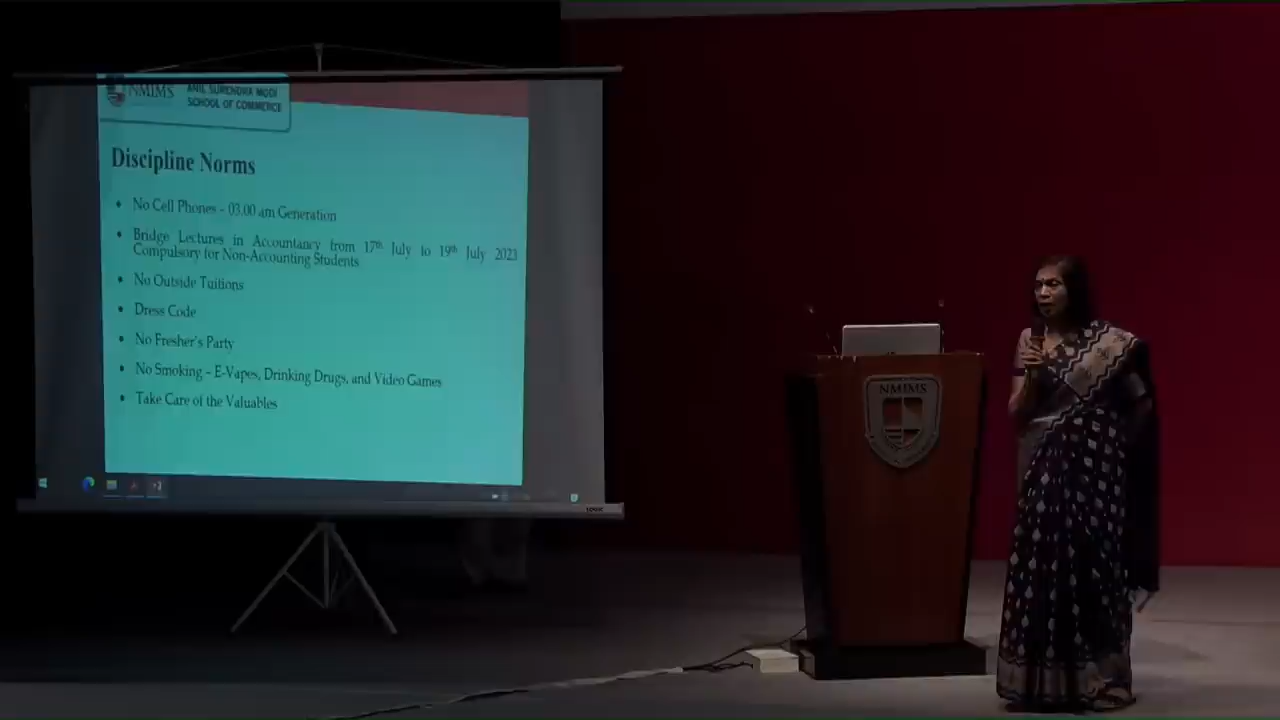 NMIMS
ANIL SURENDRA MODI
SCHOOL OF COMMERCE
Discipline Norms
• No Cell Phones – 03.00 am Generation
• Bridge Lectures in Accountancy from 17th July to 19th July 2023
Compulsory for Non-Accounting Students
• No Outside Tuitions
• Dress Code
• No Fresher's Party
• No Smoking – E-Vapes, Drinking Drugs, and Video Games
• Take Care of the Valuables
NMIMS